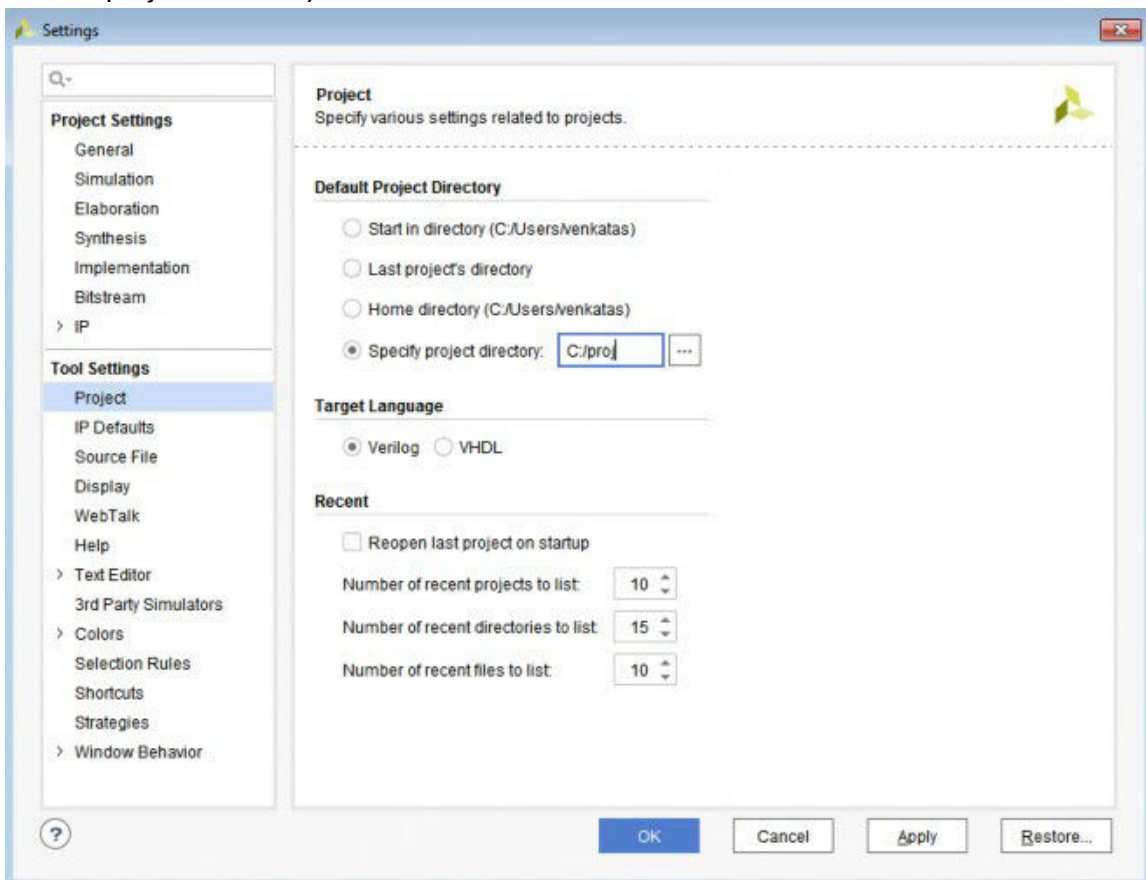 Settings
Project Settings
General
Simulation
Elaboration
Synthesis
Implementation
Bitstream
> IP
Tool Settings
Project
IP Defaults
Source File
Display
WebTalk
Help
> Text Editor
3rd Party Simulators
> Colors
Selection Rules
Shortcuts
Strategies
> Window Behavior
Project
Specify various settings related to projects.
Default Project Directory
Start in directory (C:/Users/venkatas)
Last project's directory
Home directory (C:/Users/venkatas)
Specify project directory: C:/proj ...
Target Language
Verilog VHDL
Recent
Reopen last project on startup
Number of recent projects to list: 10
Number of recent directories to list: 15
Number of recent files to list: 10
? OK Cancel Apply Restore...